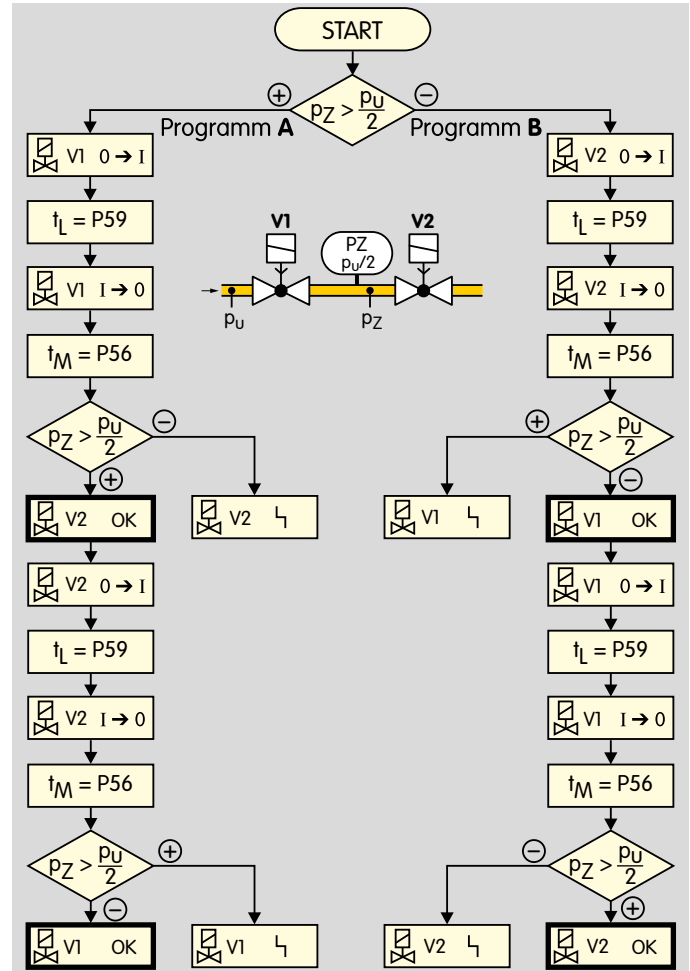 START
pZ > pU/2
+
−
Programm A
Programm B
V1 0 → I
tL = P59
V1 I → 0
tM = P56
pZ > pU/2
−
+
V2 OK
V2
V2 0 → I
tL = P59
V2 I → 0
tM = P56
pZ > pU/2
+
−
V1 OK
V1
V1
V2
PZ
pU/2
pU
pZ
V2 0 → I
tL = P59
V2 I → 0
tM = P56
pZ > pU/2
+
−
V1
V1 OK
V1 0 → I
tL = P59
V1 I → 0
tM = P56
pZ > pU/2
−
+
V2
V2 OK